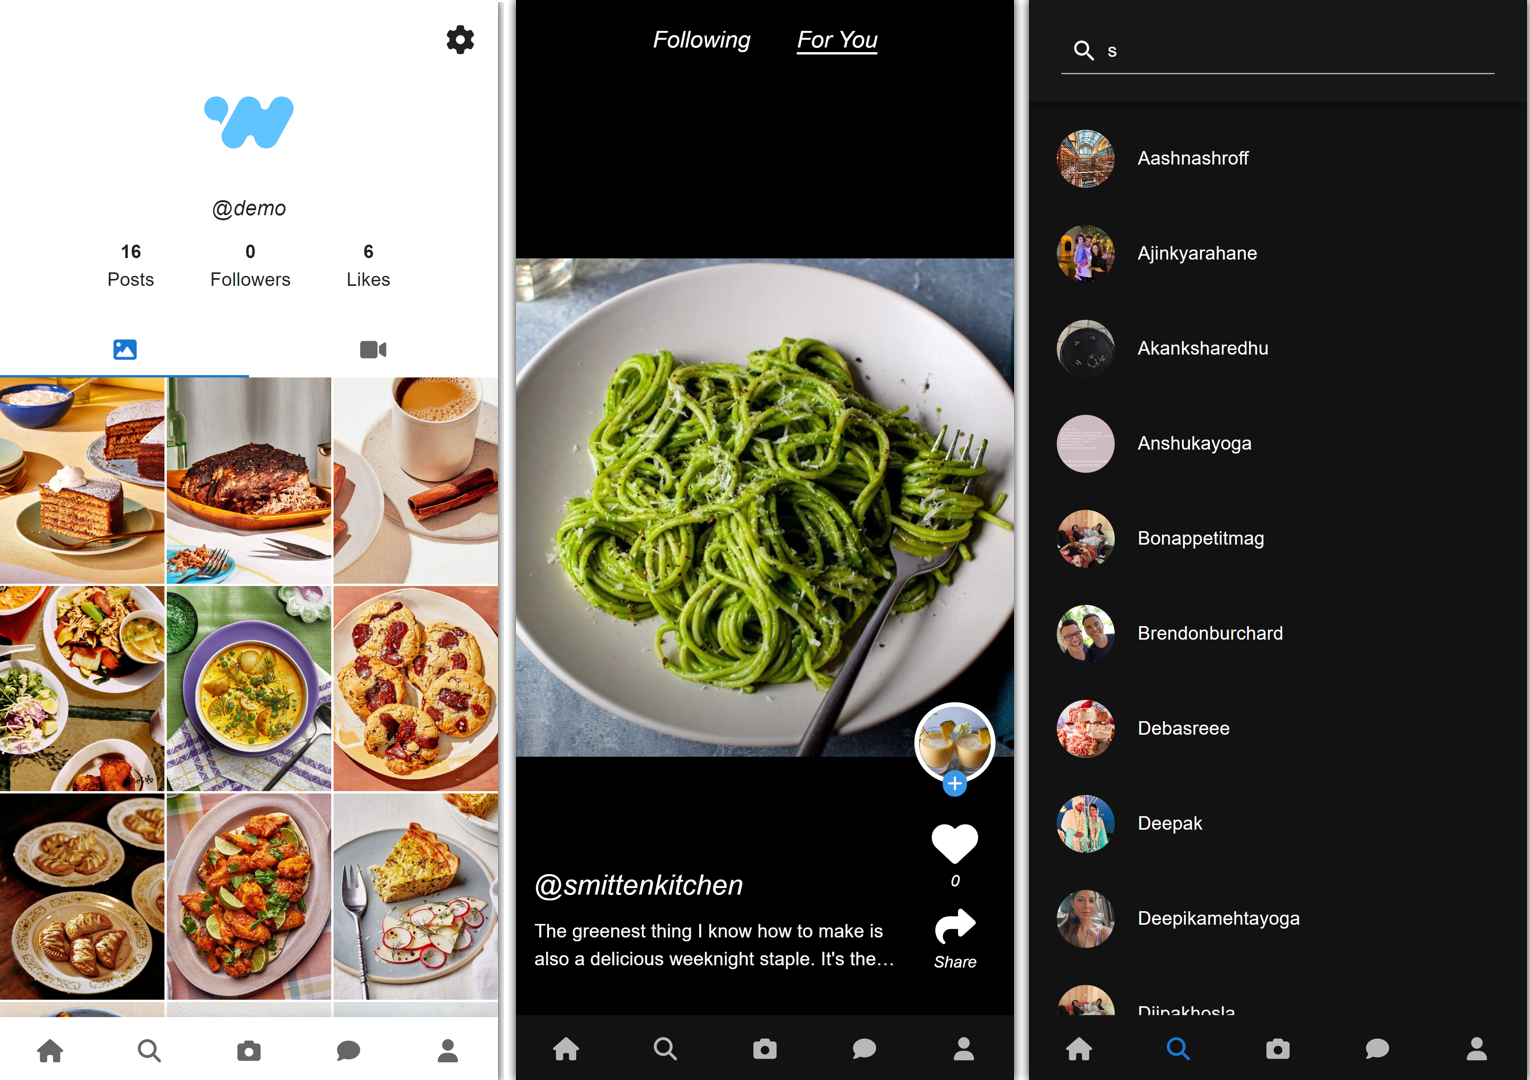 @demo
16
0
6
Posts
Followers
Likes
Following
For You
@smittenkitchen
The greenest thing I know how to make is
also a delicious weeknight staple. It's the...
0
Share
s
Aashnashroff
Ajinkyarahane
Akanksharedhu
Anshukayoga
Bonappetitmag
Brendonburchard
Debasreee
Deepak
Deepikamehtayoga
Diipakhosla